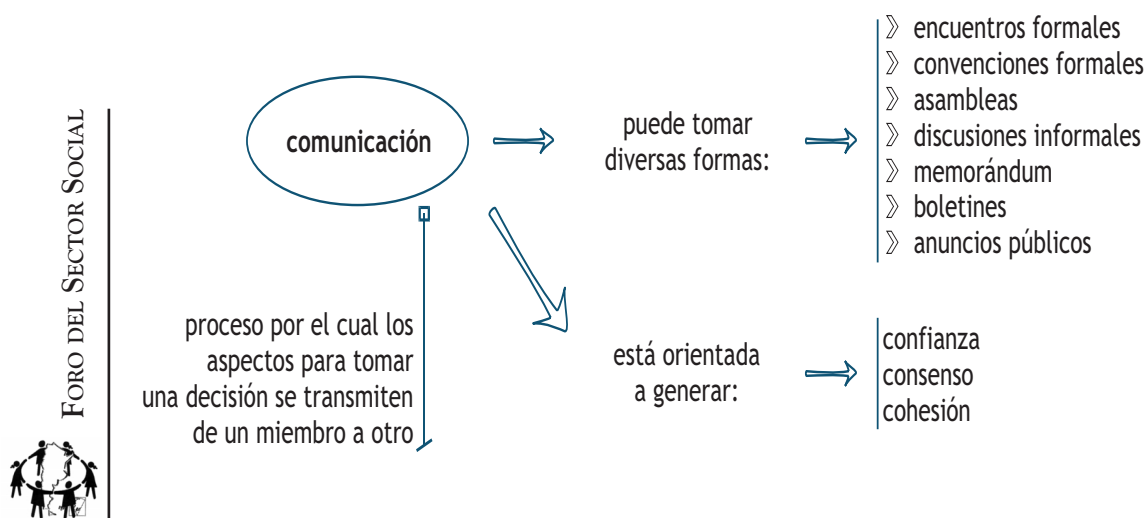 FORO DEL SECTOR SOCIAL
comunicación
proceso por el cual los
aspectos para tomar
una decisión se transmiten
de un miembro a otro
puede tomar
diversas formas:
》 encuentros formales
》 convenciones formales
》 asambleas
》 discusiones informales
》 memorándum
》 boletines
》 anuncios públicos
está orientada
a generar:
confianza
consenso
cohesión